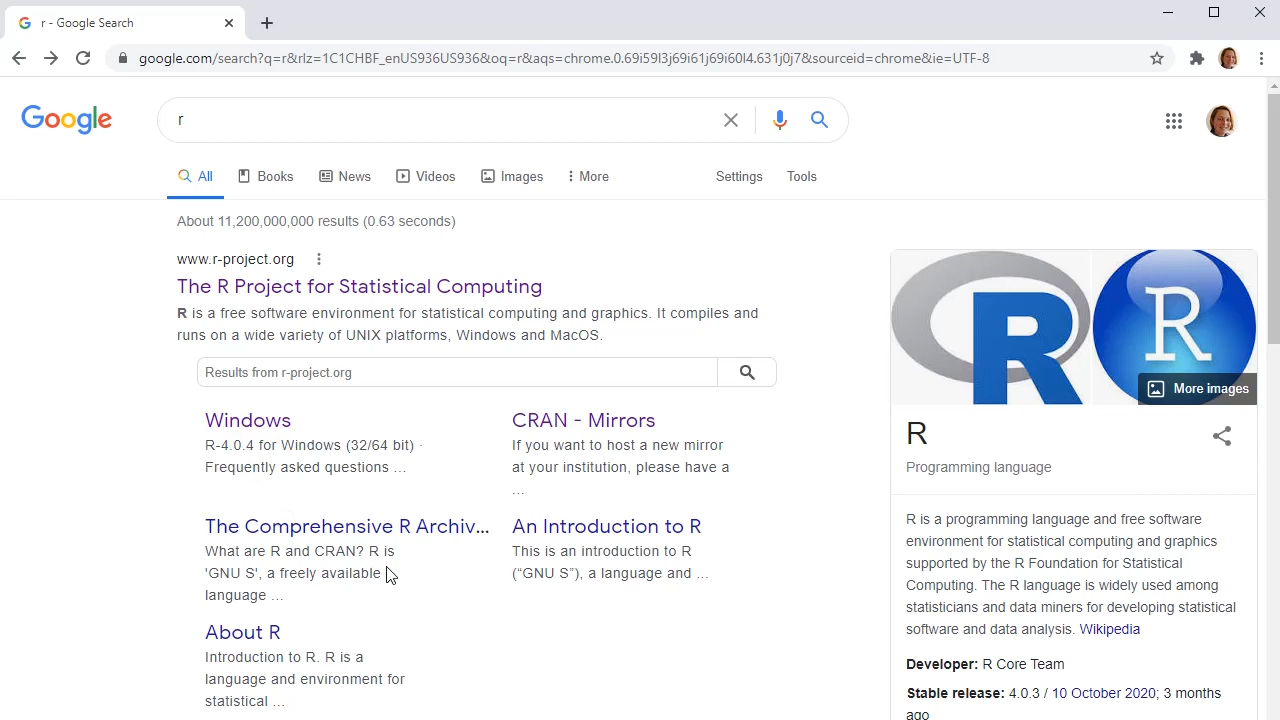 r - Google Search
google.com/search?q=r&rlz=1C1CHBF_enUS936US936&oq=r&aqs=chrome.0.69i59l3j69i61j69i60l4.631j0j7&sourceid=chrome&ie=UTF-8
Google
r
All
Books
News
Videos
Images
More
Settings
Tools
About 11,200,000,000 results (0.63 seconds)
www.r-project.org
The R Project for Statistical Computing
R is a free software environment for statistical computing and graphics. It compiles and
runs on a wide variety of UNIX platforms, Windows and MacOS.
Results from r-project.org
Windows
R-4.0.4 for Windows (32/64 bit) ·
Frequently asked questions ...
CRAN - Mirrors
If you want to host a new mirror
at your institution, please have a
...
The Comprehensive R Archiv...
What are R and CRAN? R is
'GNU S', a freely available
language ...
An Introduction to R
This is an introduction to R
(“GNU S”), a language and ...
About R
Introduction to R. R is a
language and environment for
statistical ...
R
R
More images
R
Programming language
R is a programming language and free software
environment for statistical computing and graphics
supported by the R Foundation for Statistical
Computing. The R language is widely used among
statisticians and data miners for developing statistical
software and data analysis. Wikipedia
Developer: R Core Team
Stable release: 4.0.3 / 10 October 2020; 3 months
ago